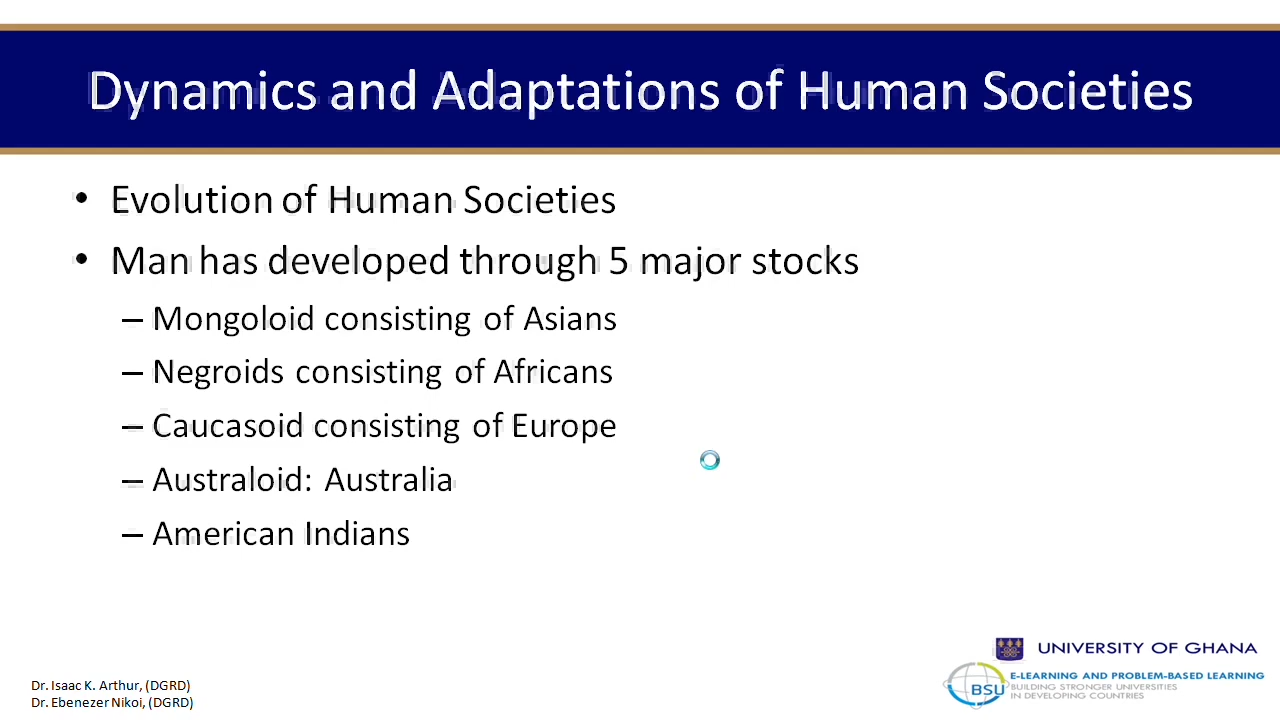 Dynamics and Adaptations of Human Societies
• Evolution of Human Societies
• Man has developed through 5 major stocks
– Mongoloid consisting of Asians
– Negroids consisting of Africans
– Caucasoid consisting of Europe
– Australoid: Australia
– American Indians
Dr. Isaac K. Arthur, (DGRD)
Dr. Ebenezer Nikoi, (DGRD)
UNIVERSITY OF GHANA
BSU
E-LEARNING AND PROBLEM-BASED LEARNING
BUILDING STRONGER UNIVERSITIES
IN DEVELOPING COUNTRIES